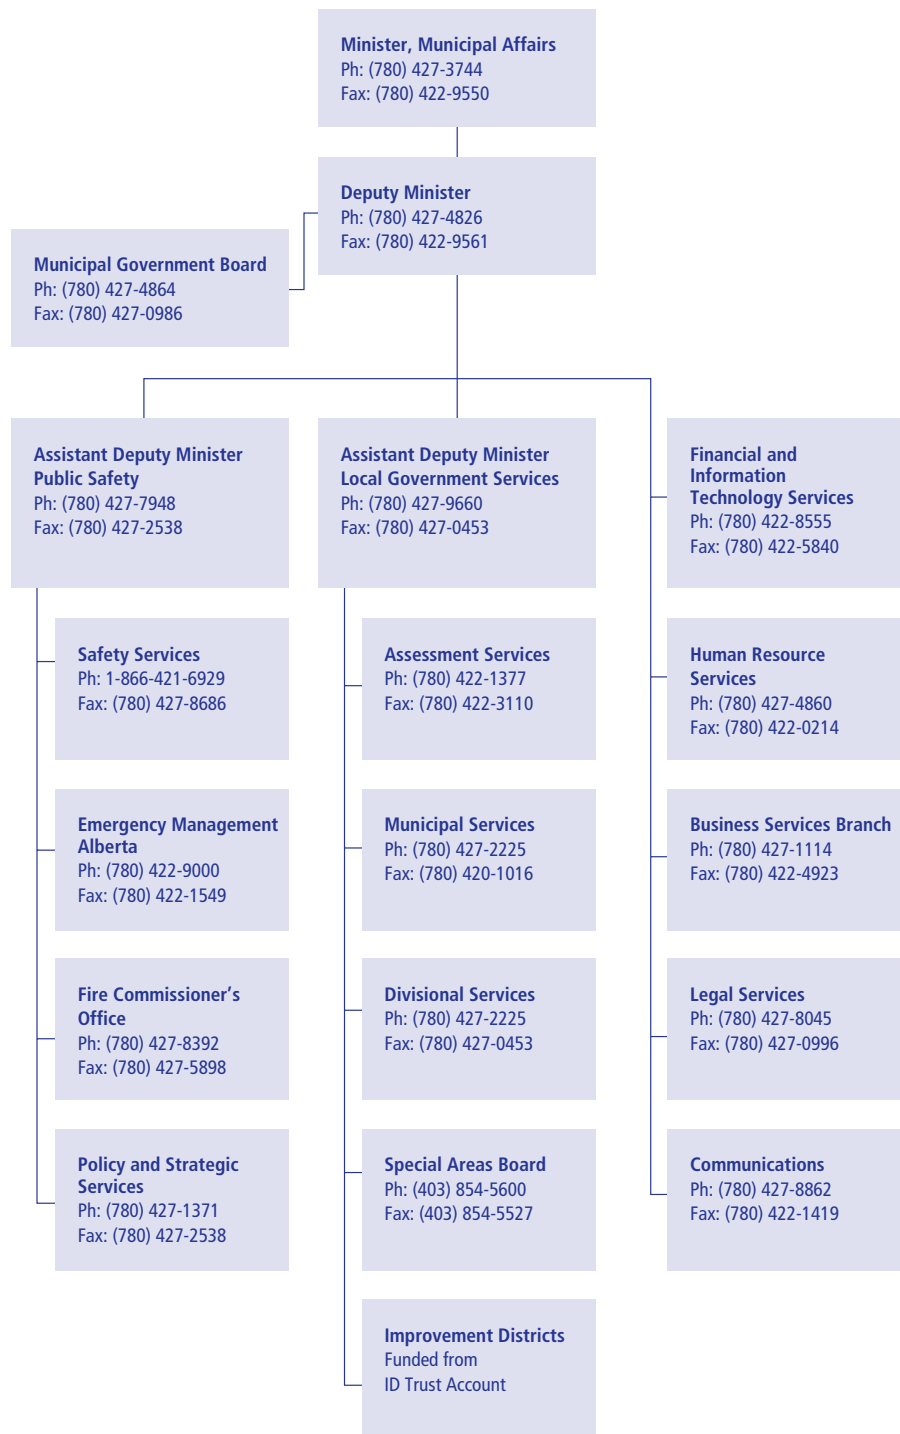 Minister, Municipal Affairs
Ph: (780) 427-3744
Fax: (780) 422-9550
Deputy Minister
Ph: (780) 427-4826
Fax: (780) 422-9561
Municipal Government Board
Ph: (780) 427-4864
Fax: (780) 427-0986
Assistant Deputy Minister
Public Safety
Ph: (780) 427-7948
Fax: (780) 427-2538
Assistant Deputy Minister
Local Government Services
Ph: (780) 427-9660
Fax: (780) 427-0453
Financial and
Information
Technology Services
Ph: (780) 422-8555
Fax: (780) 422-5840
Safety Services
Ph: 1-866-421-6929
Fax: (780) 427-8686
Assessment Services
Ph: (780) 422-1377
Fax: (780) 422-3110
Human Resource
Services
Ph: (780) 427-4860
Fax: (780) 422-0214
Emergency Management
Alberta
Ph: (780) 422-9000
Fax: (780) 422-1549
Municipal Services
Ph: (780) 427-2225
Fax: (780) 420-1016
Business Services Branch
Ph: (780) 427-1114
Fax: (780) 422-4923
Fire Commissioner’s
Office
Ph: (780) 427-8392
Fax: (780) 427-5898
Divisional Services
Ph: (780) 427-2225
Fax: (780) 427-0453
Legal Services
Ph: (780) 427-8045
Fax: (780) 427-0996
Policy and Strategic
Services
Ph: (780) 427-1371
Fax: (780) 427-2538
Special Areas Board
Ph: (403) 854-5600
Fax: (403) 854-5527
Communications
Ph: (780) 427-8862
Fax: (780) 422-1419
Improvement Districts
Funded from
ID Trust Account